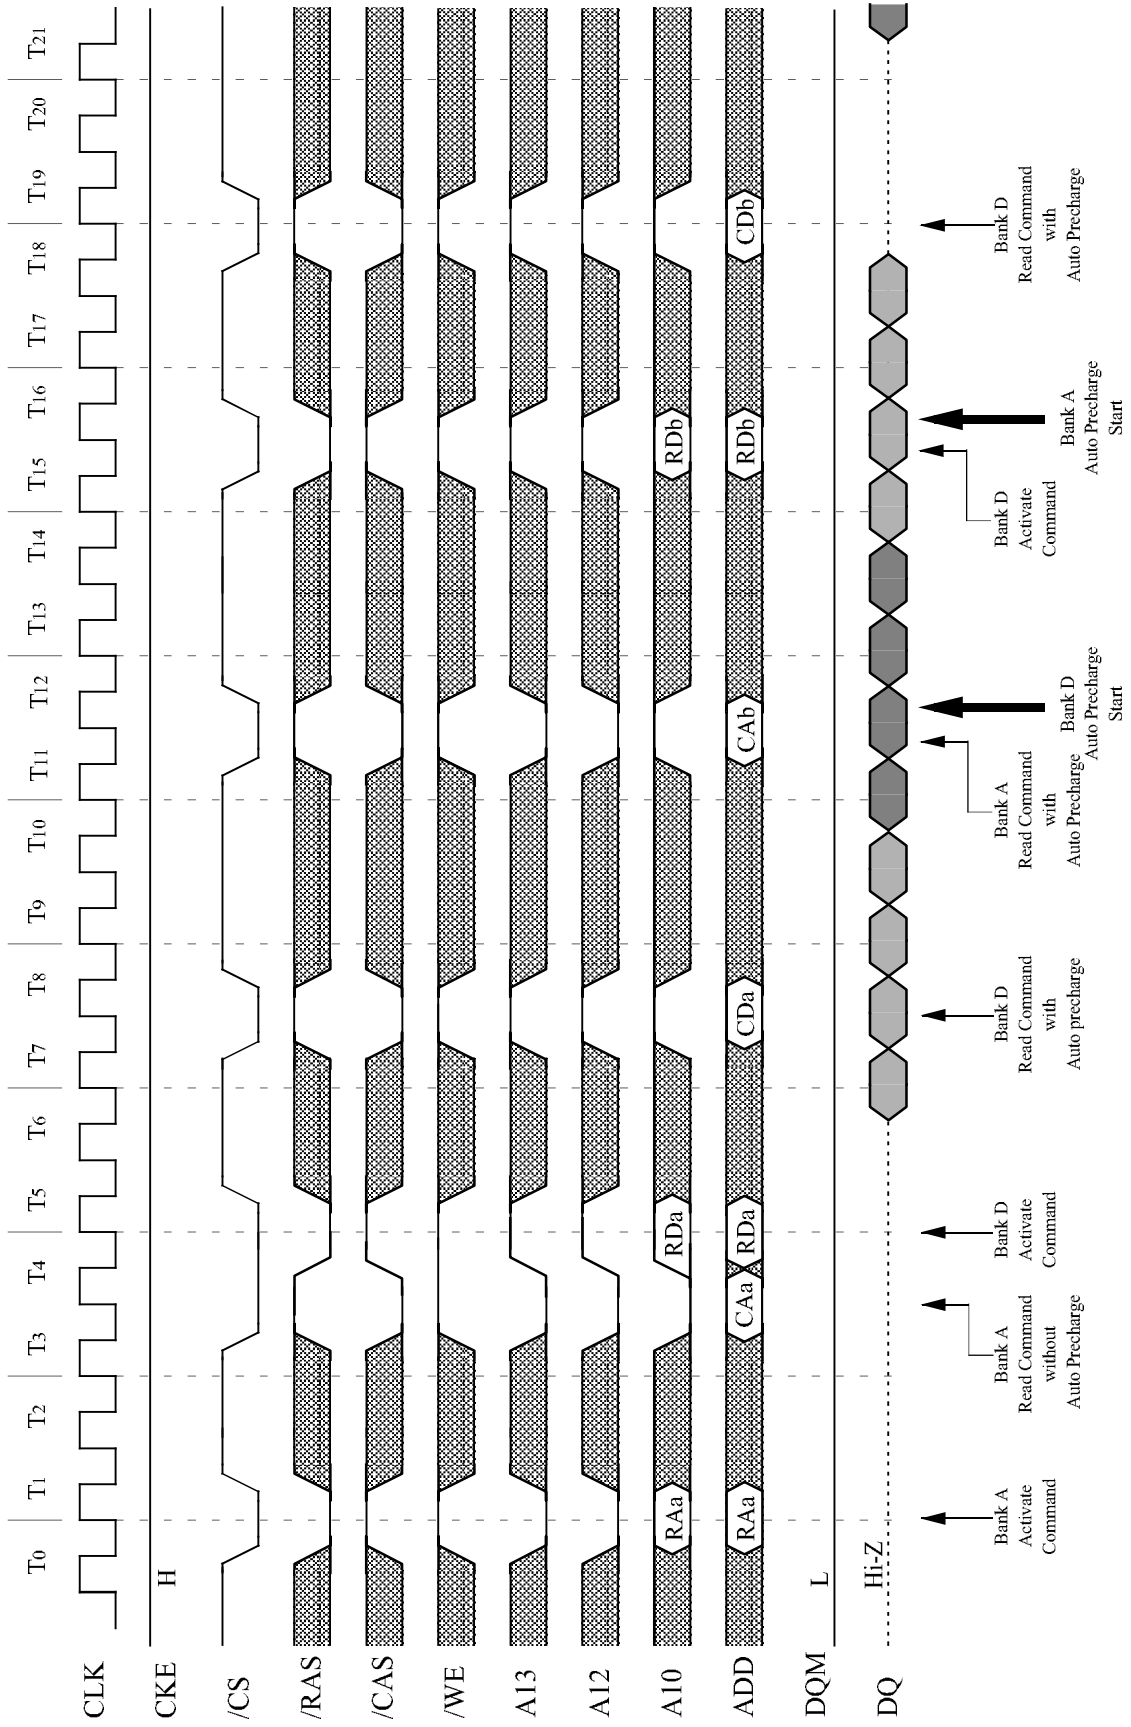 T0 T1 T2 T3 T4 T5 T6 T7 T8 T9 T10 T11 T12 T13 T14 T15 T16 T17 T18 T19 T20 T21
CLK
CKE H
/CS
/RAS
/CAS
/WE
A13
A12
A10 RAa RDa RDb
ADD RAa CAa RDa CDa CAb RDb CDb
DQM L
DQ Hi-Z
Bank A
Activate
Command
Bank A
Read Command
without
Auto Precharge
Bank D
Activate
Command
Bank D
Read Command
with
Auto precharge
Bank A
Read Command
with
Auto Precharge
Bank D
Auto Precharge
Start
Bank D
Activate
Command
Bank A
Auto Precharge
Start
Bank D
Read Command
with
Auto Precharge